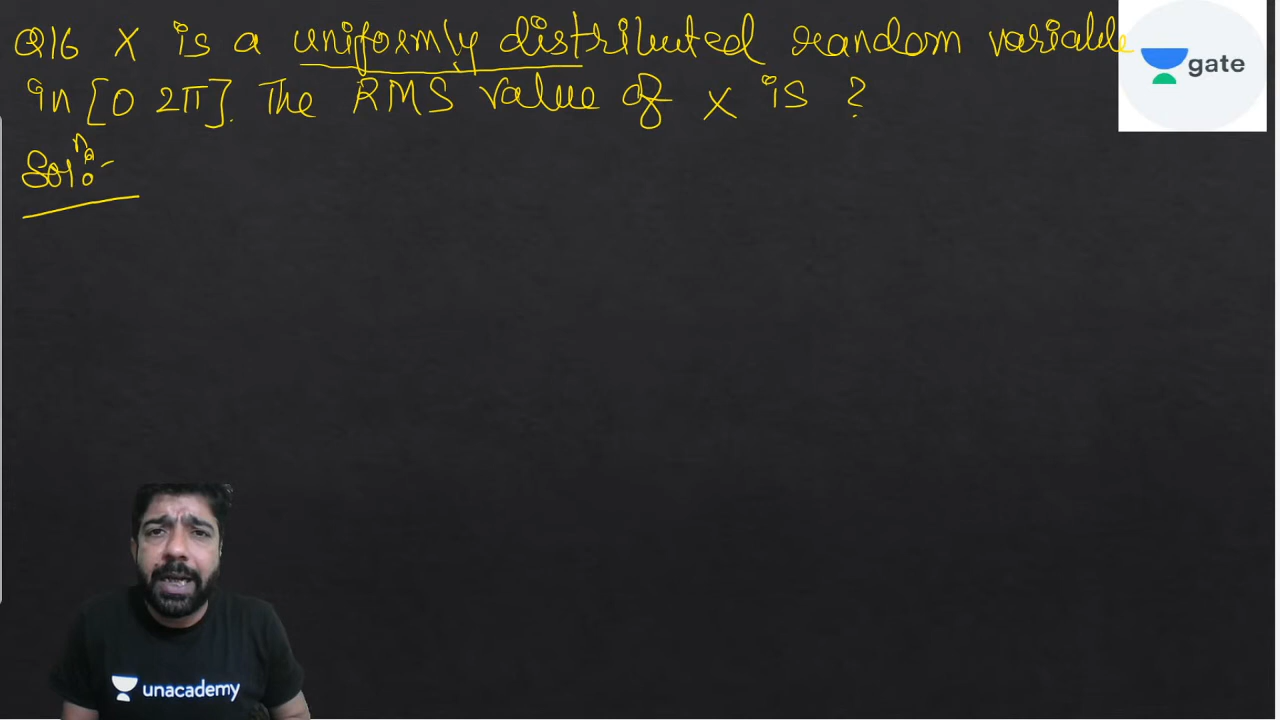 Q16 X is a uniformly distributed random variable
in [0 2π]. The RMS value of X is ?
Solⁿ:-
gate
unacademy